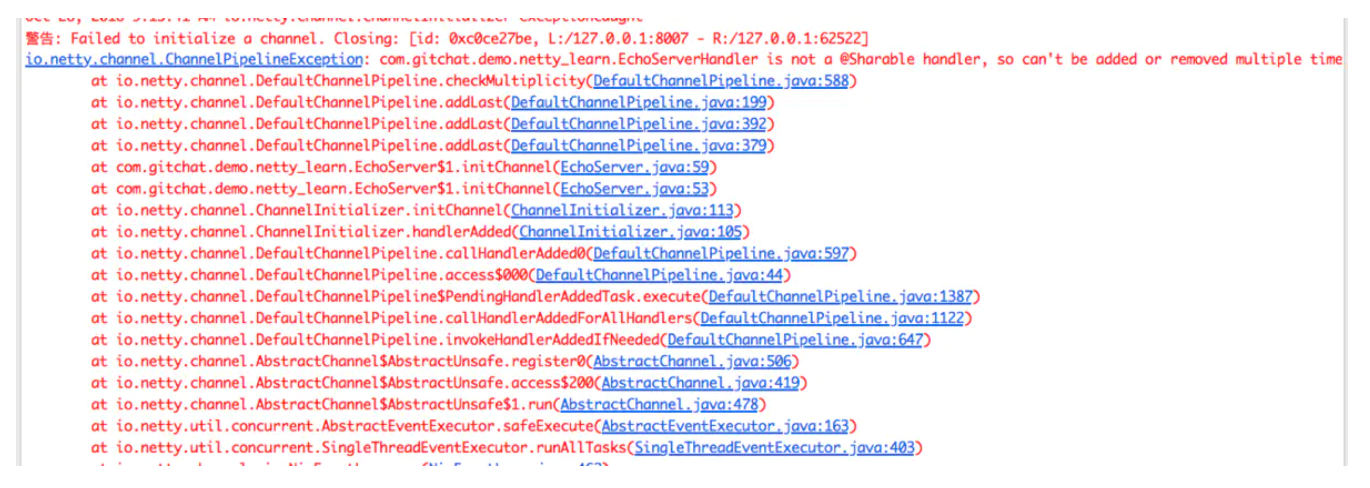 警告: Failed to initialize a channel. Closing: [id: 0xc0ce27be, L:/127.0.0.1:8007 - R:/127.0.0.1:62522]
io.netty.channel.ChannelPipelineException: com.gitchat.demo.netty_learn.EchoServerHandler is not a @Sharable handler, so can't be added or removed multiple time
at io.netty.channel.DefaultChannelPipeline.checkMultiplicity(DefaultChannelPipeline.java:588)
at io.netty.channel.DefaultChannelPipeline.addLast(DefaultChannelPipeline.java:199)
at io.netty.channel.DefaultChannelPipeline.addLast(DefaultChannelPipeline.java:392)
at io.netty.channel.DefaultChannelPipeline.addLast(DefaultChannelPipeline.java:379)
at com.gitchat.demo.netty_learn.EchoServer$1.initChannel(EchoServer.java:59)
at com.gitchat.demo.netty_learn.EchoServer$1.initChannel(EchoServer.java:53)
at io.netty.channel.ChannelInitializer.initChannel(ChannelInitializer.java:113)
at io.netty.channel.ChannelInitializer.handlerAdded(ChannelInitializer.java:105)
at io.netty.channel.DefaultChannelPipeline.callHandlerAdded0(DefaultChannelPipeline.java:597)
at io.netty.channel.DefaultChannelPipeline.access$000(DefaultChannelPipeline.java:44)
at io.netty.channel.DefaultChannelPipeline$PendingHandlerAddedTask.execute(DefaultChannelPipeline.java:1387)
at io.netty.channel.DefaultChannelPipeline.callHandlerAddedForAllHandlers(DefaultChannelPipeline.java:1122)
at io.netty.channel.DefaultChannelPipeline.invokeHandlerAddedIfNeeded(DefaultChannelPipeline.java:647)
at io.netty.channel.AbstractChannel$AbstractUnsafe.register0(AbstractChannel.java:506)
at io.netty.channel.AbstractChannel$AbstractUnsafe.access$200(AbstractChannel.java:419)
at io.netty.channel.AbstractChannel$AbstractUnsafe$1.run(AbstractChannel.java:478)
at io.netty.util.concurrent.AbstractEventExecutor.safeExecute(AbstractEventExecutor.java:163)
at io.netty.util.concurrent.SingleThreadEventExecutor.runAllTasks(SingleThreadEventExecutor.java:403)